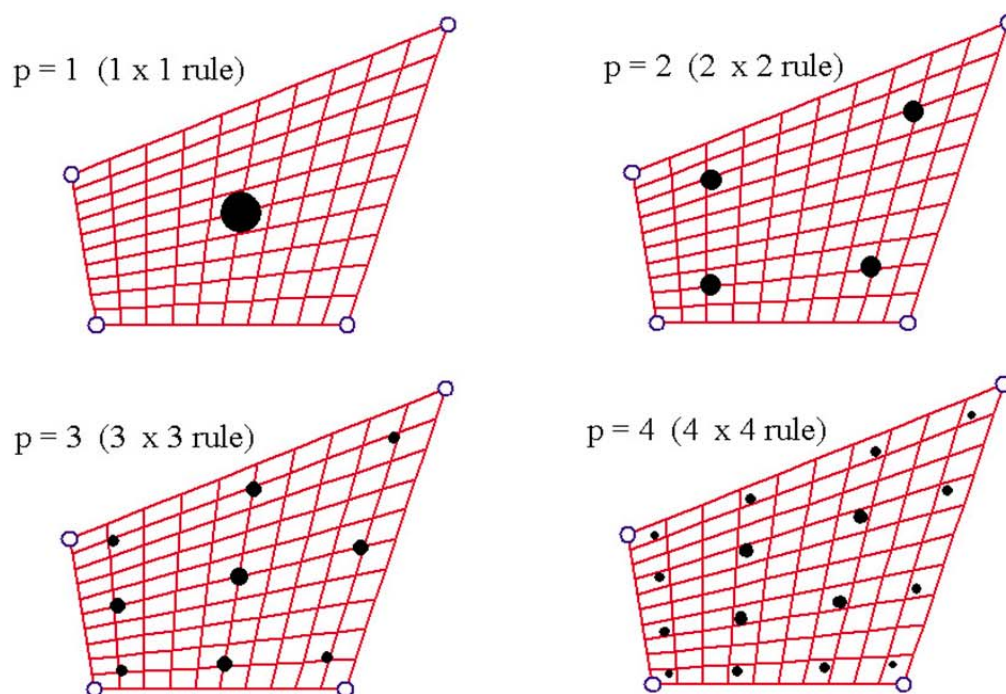 p = 1 (1 x 1 rule)
p = 2 (2 x 2 rule)
p = 3 (3 x 3 rule)
p = 4 (4 x 4 rule)